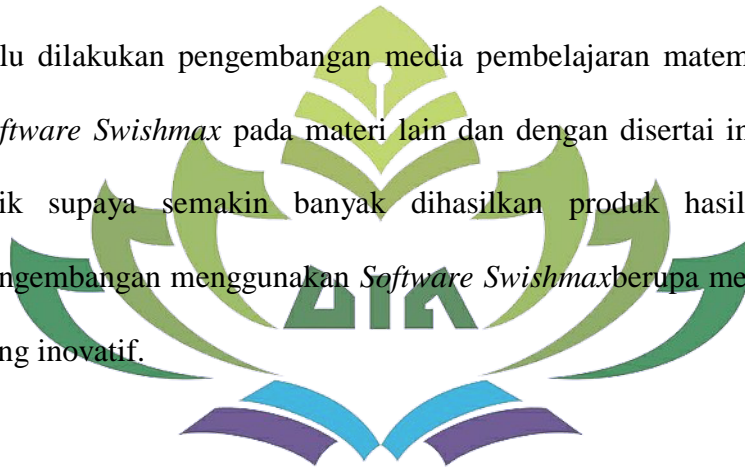 lu dilakukan pengembangan media pembelajaran matem
ftware Swishmax pada materi lain dan dengan disertai in
ik supaya semakin banyak dihasilkan produk hasil
ngembangan menggunakan Software Swishmaxberupa me
ng inovatif.